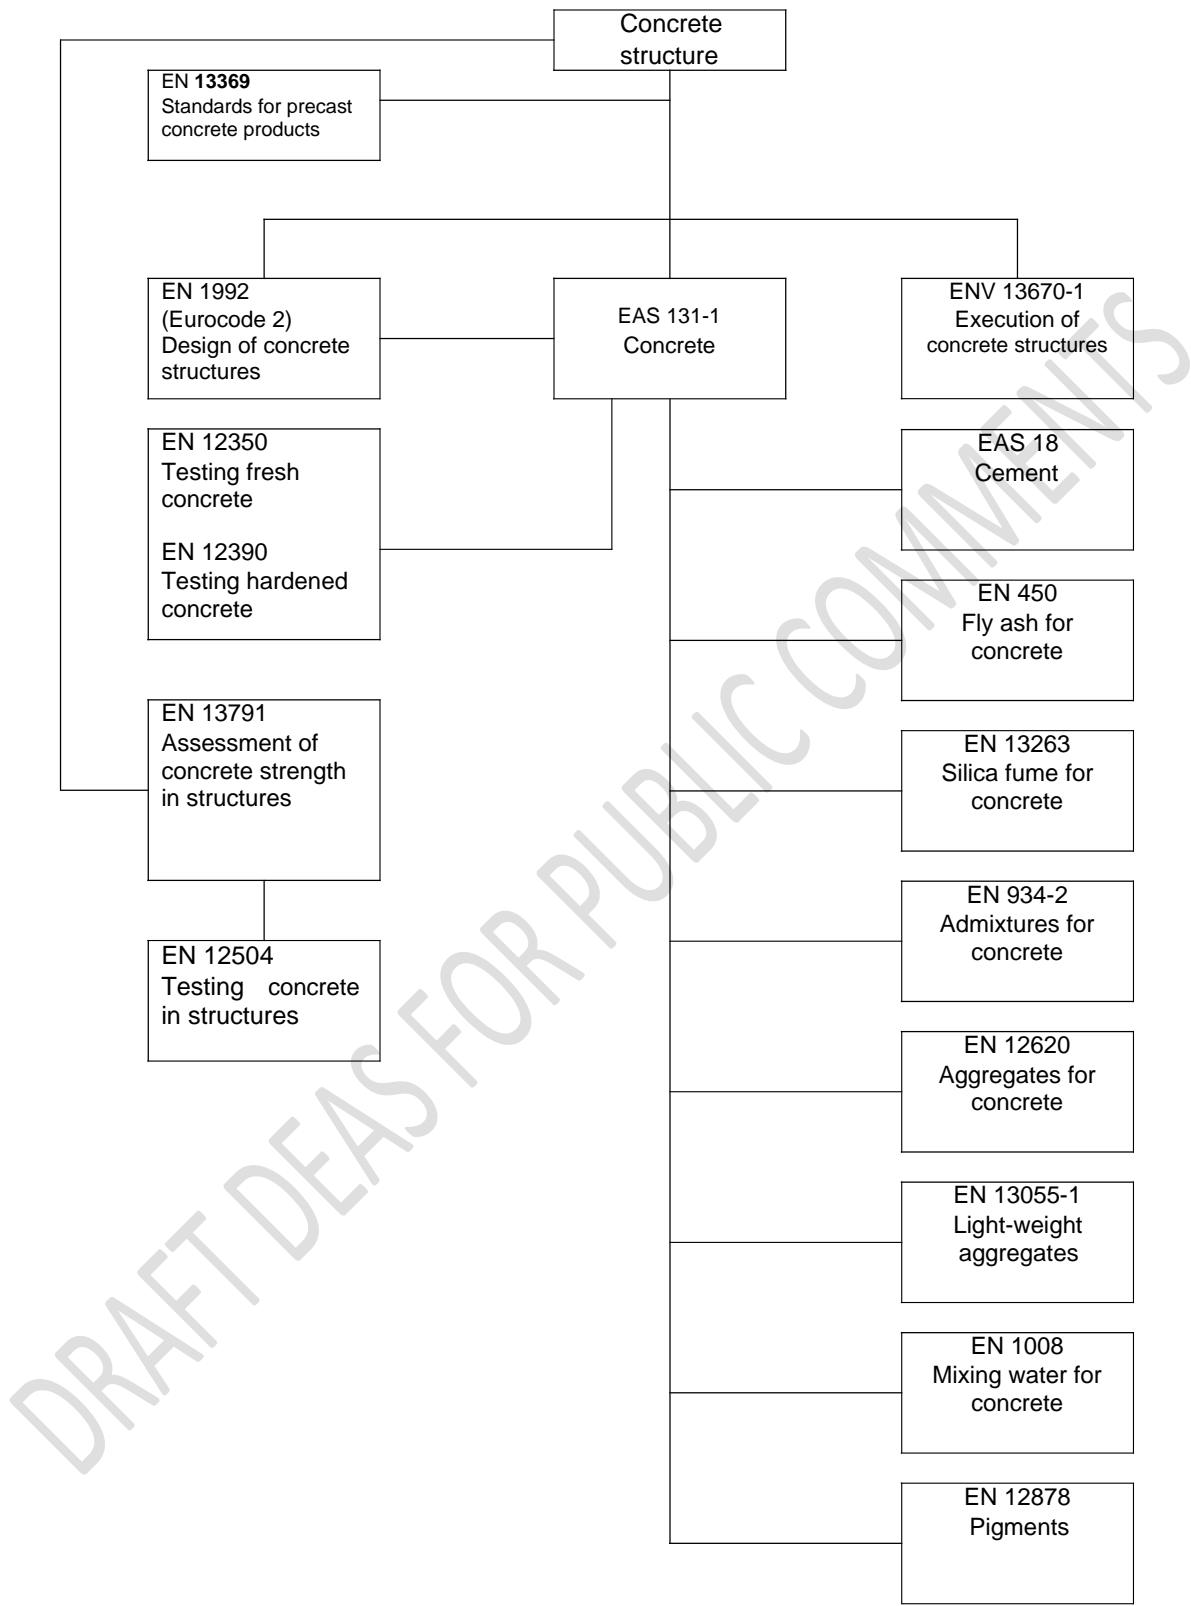 Concrete
structure
EN 13369
Standards for precast
concrete products
EN 1992
(Eurocode 2)
Design of concrete
structures
EAS 131-1
Concrete
ENV 13670-1
Execution of
concrete structures
EN 12350
Testing fresh
concrete
EN 12390
Testing hardened
concrete
EAS 18
Cement
EN 450
Fly ash for
concrete
EN 13791
Assessment of
concrete strength
in structures
EN 13263
Silica fume for
concrete
EN 934-2
Admixtures for
concrete
EN 12504
Testing concrete
in structures
EN 12620
Aggregates for
concrete
EN 13055-1
Light-weight
aggregates
EN 1008
Mixing water for
concrete
EN 12878
Pigments
DRAFT DEAS FOR PUBLIC COMMENTS